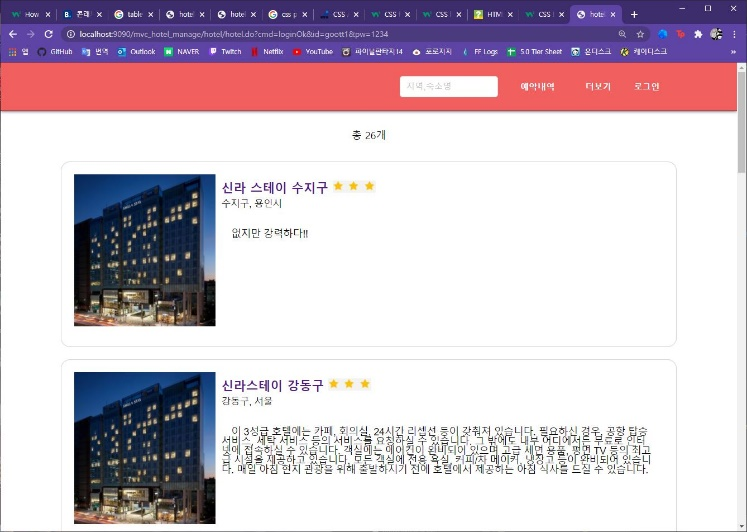 How
콘레
table
hotel
hotel
css p
CSS
CSS
CSS
HTM
CSS
hotel
localhost:9090/mvc_hotel_manage/hotel/hotel.do?cmd=loginOk&id=goett1&pw=1234
앱 GitHub 번역 Outlook NAVER Twitch Netflix YouTube 파이널판타지14 포로지지 FF Logs 5.0 Tier Sheet 온디스크 케이디스크
지역,숙소명 예약내역 더보기 로그인
총 26개
신라 스테이 수지구
수지구, 용인시
없지만 강력하다!!
신라스테이 강동구
강동구, 서울
이 3성급 호텔에는 카페, 회의실, 24시간 리셉션 등이 갖춰져 있습니다. 필요하신 경우, 공항 탑승
서비스, 세탁 서비스 등의 서비스를 요청하실 수 있습니다. 그 밖에도 내부 어디에서든 무료로 인터
넷에 접속하실 수 있습니다. 객실에는 에어컨이 완비되어 있으며 고급 세면 용품, 평면 TV 등의 최고
급 시설을 제공하고 있습니다. 모든 객실에 전용 욕실, 커피/차 메이커, 냉장고 등이 완비되어 있습니
다. 매일 아침 현지 관광을 위해 출발하시기 전에 호텔에서 제공하는 아침 식사를 드실 수 있습니다.